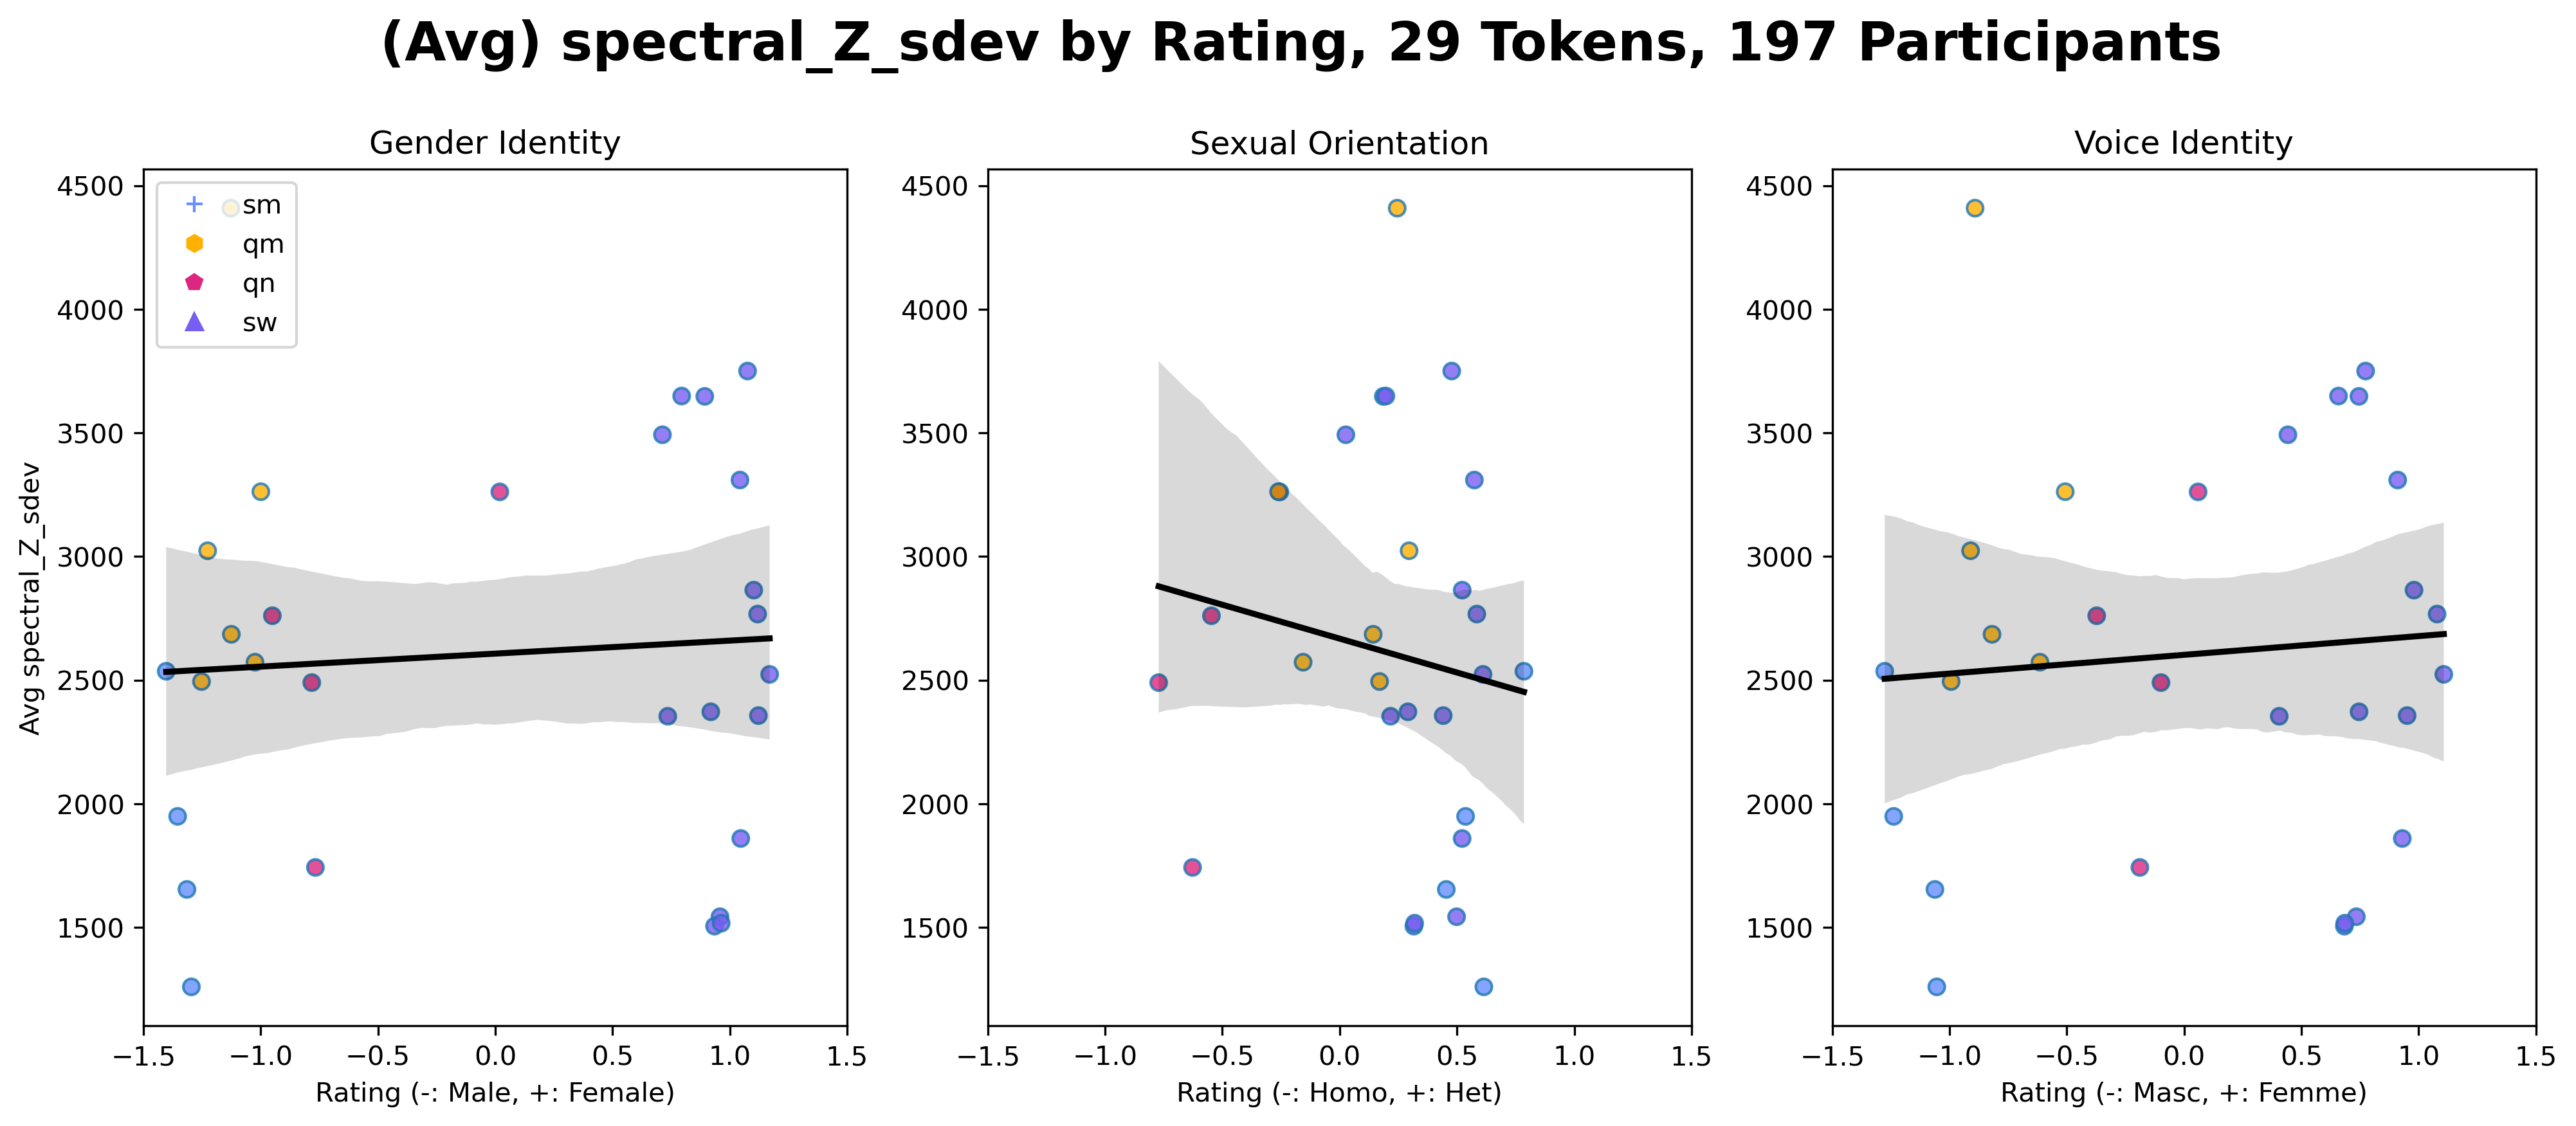 (Avg) spectral_Z_sdev by Rating, 29 Tokens, 197 Participants
Gender Identity
Sexual Orientation
Voice Identity
sm
qm
qn
sw
Avg spectral_Z_sdev
4500
4000
3500
3000
2500
2000
1500
−1.5 −1.0 −0.5 0.0 0.5 1.0 1.5
Rating (-: Male, +: Female)
4500
4000
3500
3000
2500
2000
1500
−1.5 −1.0 −0.5 0.0 0.5 1.0 1.5
Rating (-: Homo, +: Het)
4500
4000
3500
3000
2500
2000
1500
−1.5 −1.0 −0.5 0.0 0.5 1.0 1.5
Rating (-: Masc, +: Femme)